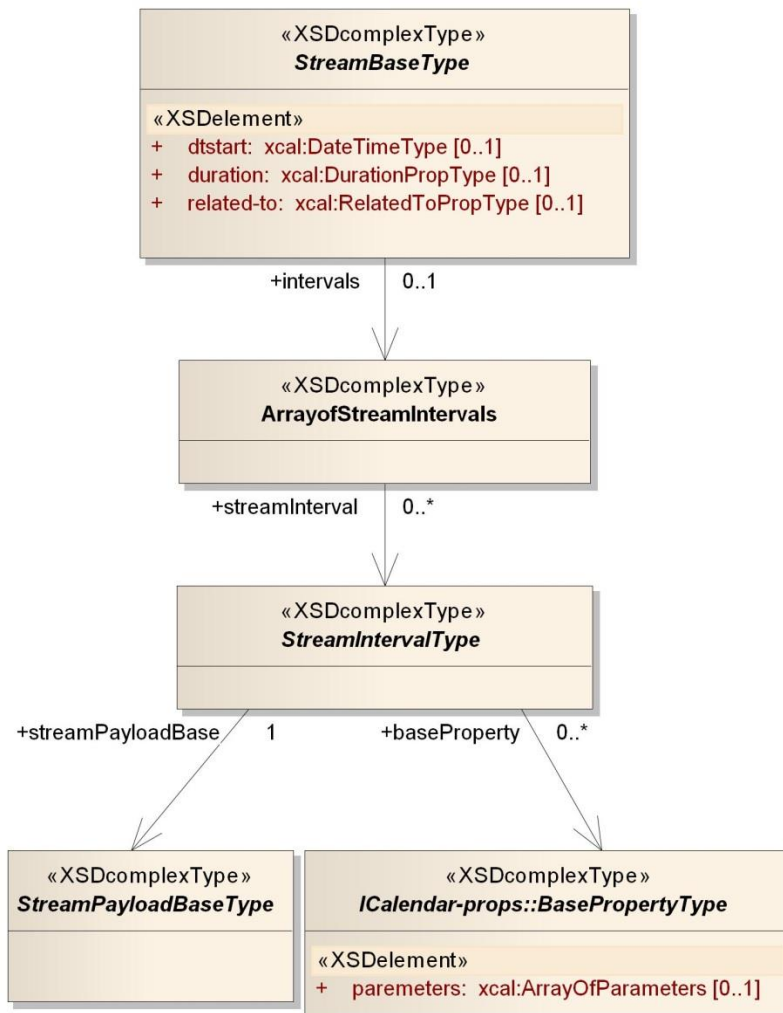 «XSDcomplexType»
StreamBaseType
«XSDelement»
+ dtstart: xcal:DateTimeType [0..1]
+ duration: xcal:DurationPropType [0..1]
+ related-to: xcal:RelatedToPropType [0..1]
+intervals 0..1
«XSDcomplexType»
ArrayofStreamIntervals
+streamInterval 0..*
«XSDcomplexType»
StreamIntervalType
+streamPayloadBase 1 +baseProperty 0..*
«XSDcomplexType»
StreamPayloadBaseType
«XSDcomplexType»
ICalendar-props::BasePropertyType
«XSDelement»
+ paremeters: xcal:ArrayOfParameters [0..1]